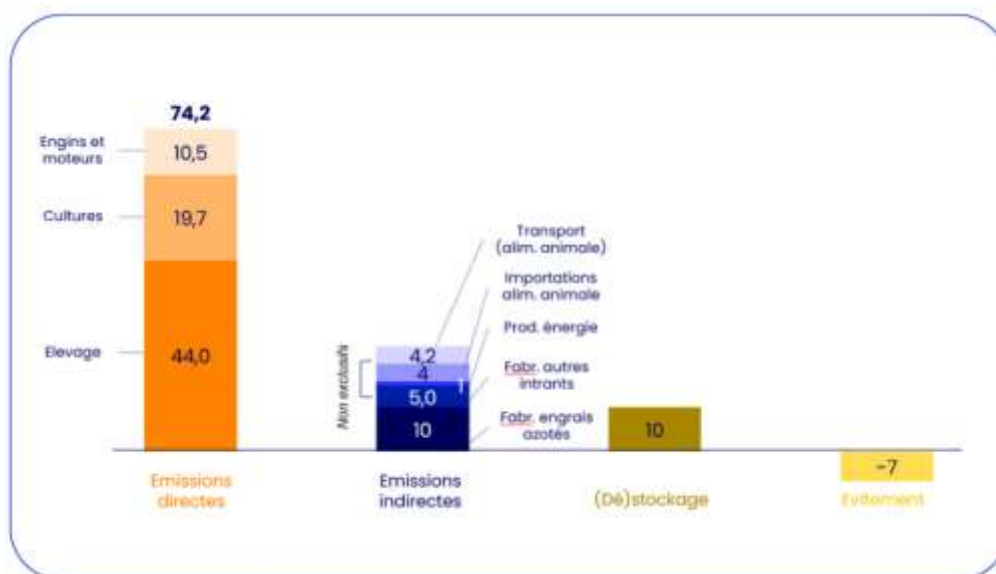 74,2
Engins et
moteurs
10,5
Cultures
19,7
Elevage
44,0
Transport
(alim. animale)
Importations
alim. animale
Prod. énergie
Fabr. autres
intrants
Fabr. engrais
azotés
Non exclusifs
4,2
4
5,0
10
10
-7
Emissions
directes
Emissions
indirectes
(Dé)stockage
Evitement